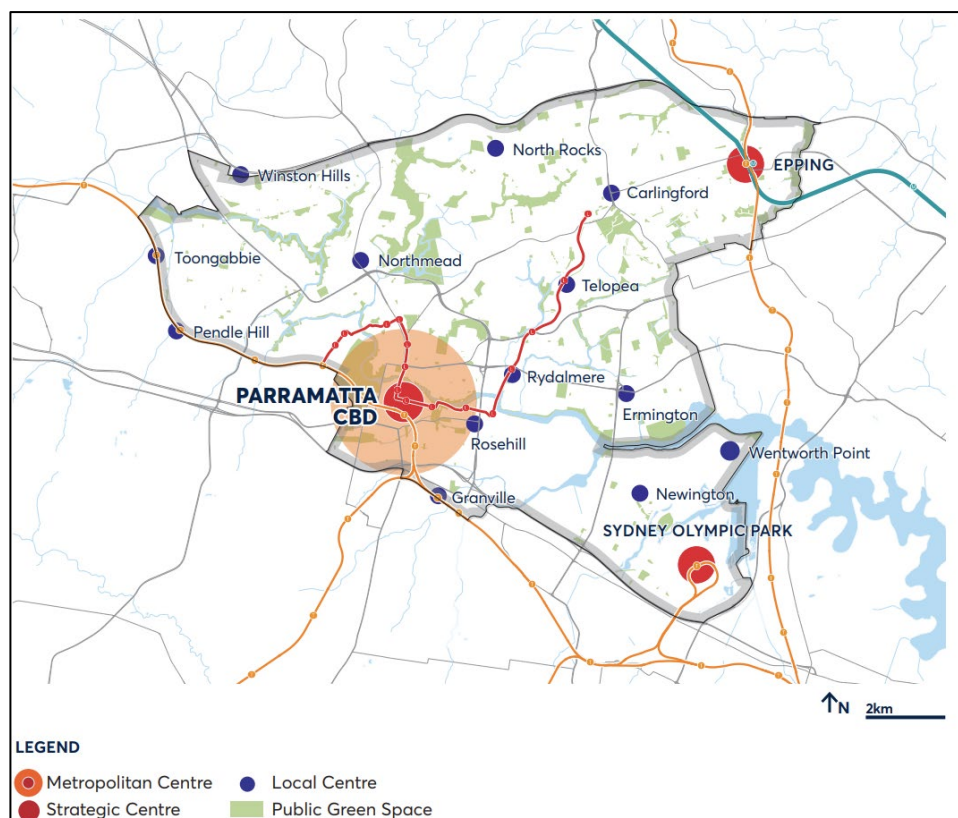 North Rocks
EPPING
Winston Hills
Carlingford
Toongabbie
Northmead
Telopea
Pendle Hill
PARRAMATTA
CBD
Rydalmere
Ermington
Rosehill
Wentworth Point
Granville
Newington
SYDNEY OLYMPIC PARK
N
2km
LEGEND
Metropolitan Centre
Local Centre
Strategic Centre
Public Green Space